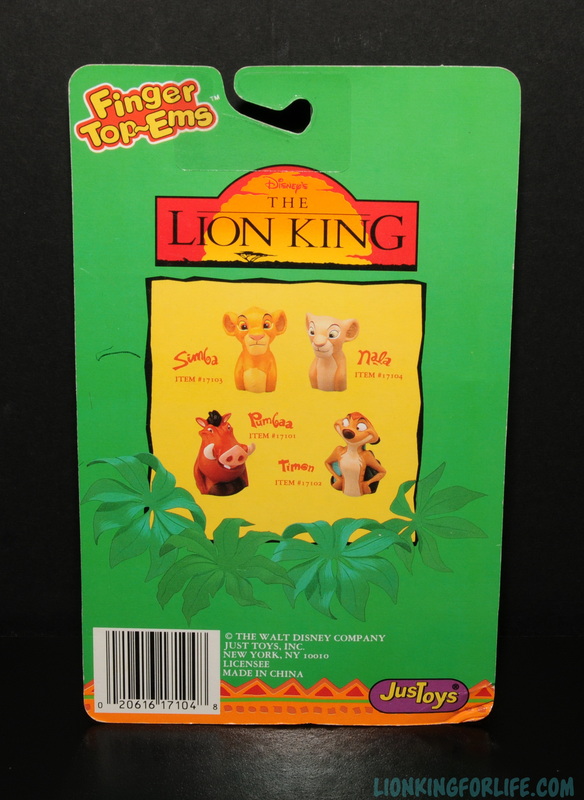 Finger
Top~Ems™
Disney's
THE
LION KING
Simba
ITEM #17103
Nala
ITEM #17104
Pumbaa
ITEM #17101
Timon
ITEM #17102
© THE WALT DISNEY COMPANY
JUST TOYS, INC.
NEW YORK, NY 10010
LICENSEE
MADE IN CHINA
0 20616 17104 8
JusToys®
LIONKINGFORLIFE.COM